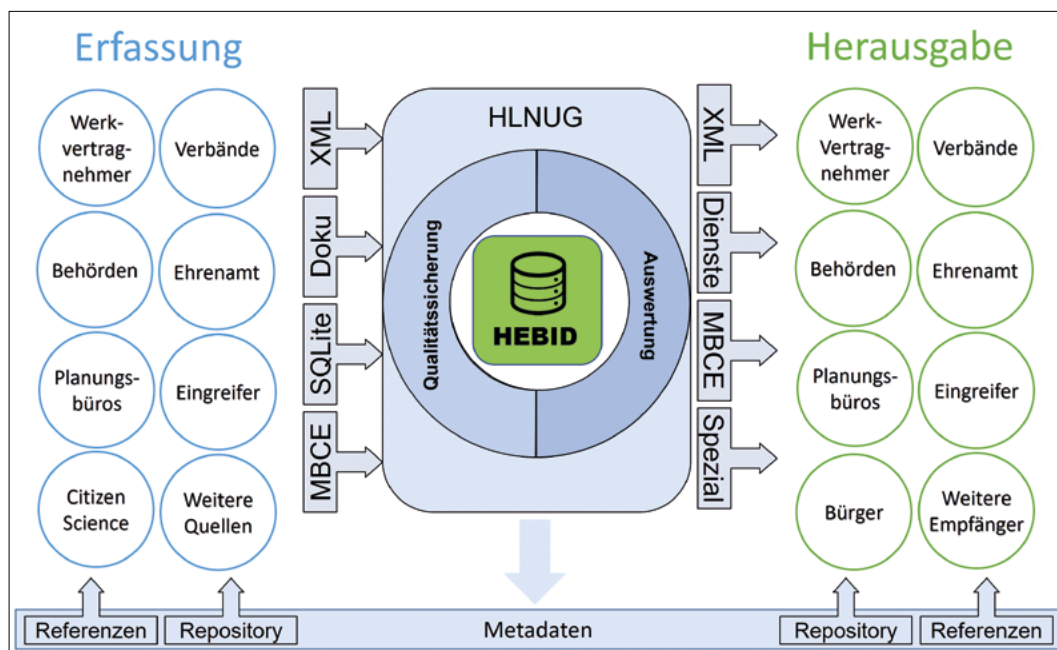 Erfassung
Werk-
vertrag-
nehmer
Verbände
Behörden
Ehrenamt
Planungs-
büros
Eingreifer
Citizen
Science
Weitere
Quellen
XML
Doku
SQLite
MBCE
HLNUG
Qualitätssicherung
HEBID
Auswertung
XML
Dienste
MBCE
Spezial
Herausgabe
Werk-
Vertrag-
nehmer
Verbände
Behörden
Ehrenamt
Planungs-
büros
Eingreifer
Bürger
Weitere
Empfänger
Referenzen
Repository
Metadaten
Repository
Referenzen